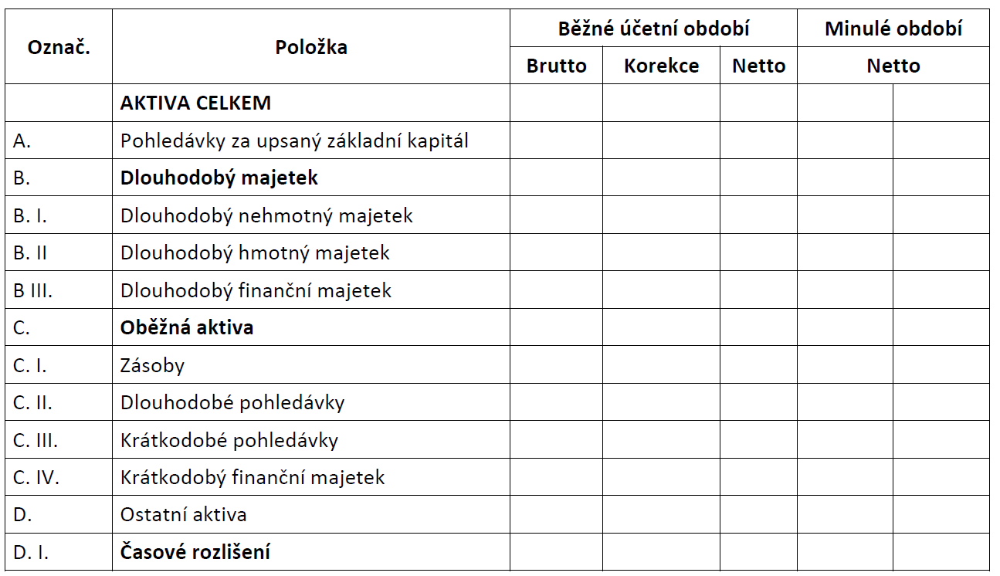 Označ. Položka Běžné účetní období Minulé období
Brutto Korekce Netto Netto
AKTIVA CELKEM
A. Pohledávky za upsaný základní kapitál
B. Dlouhodobý majetek
B. I. Dlouhodobý nehmotný majetek
B. II Dlouhodobý hmotný majetek
B III. Dlouhodobý finanční majetek
C. Oběžná aktiva
C. I. Zásoby
C. II. Dlouhodobé pohledávky
C. III. Krátkodobé pohledávky
C. IV. Krátkodobý finanční majetek
D. Ostatní aktiva
D. I. Časové rozlišení